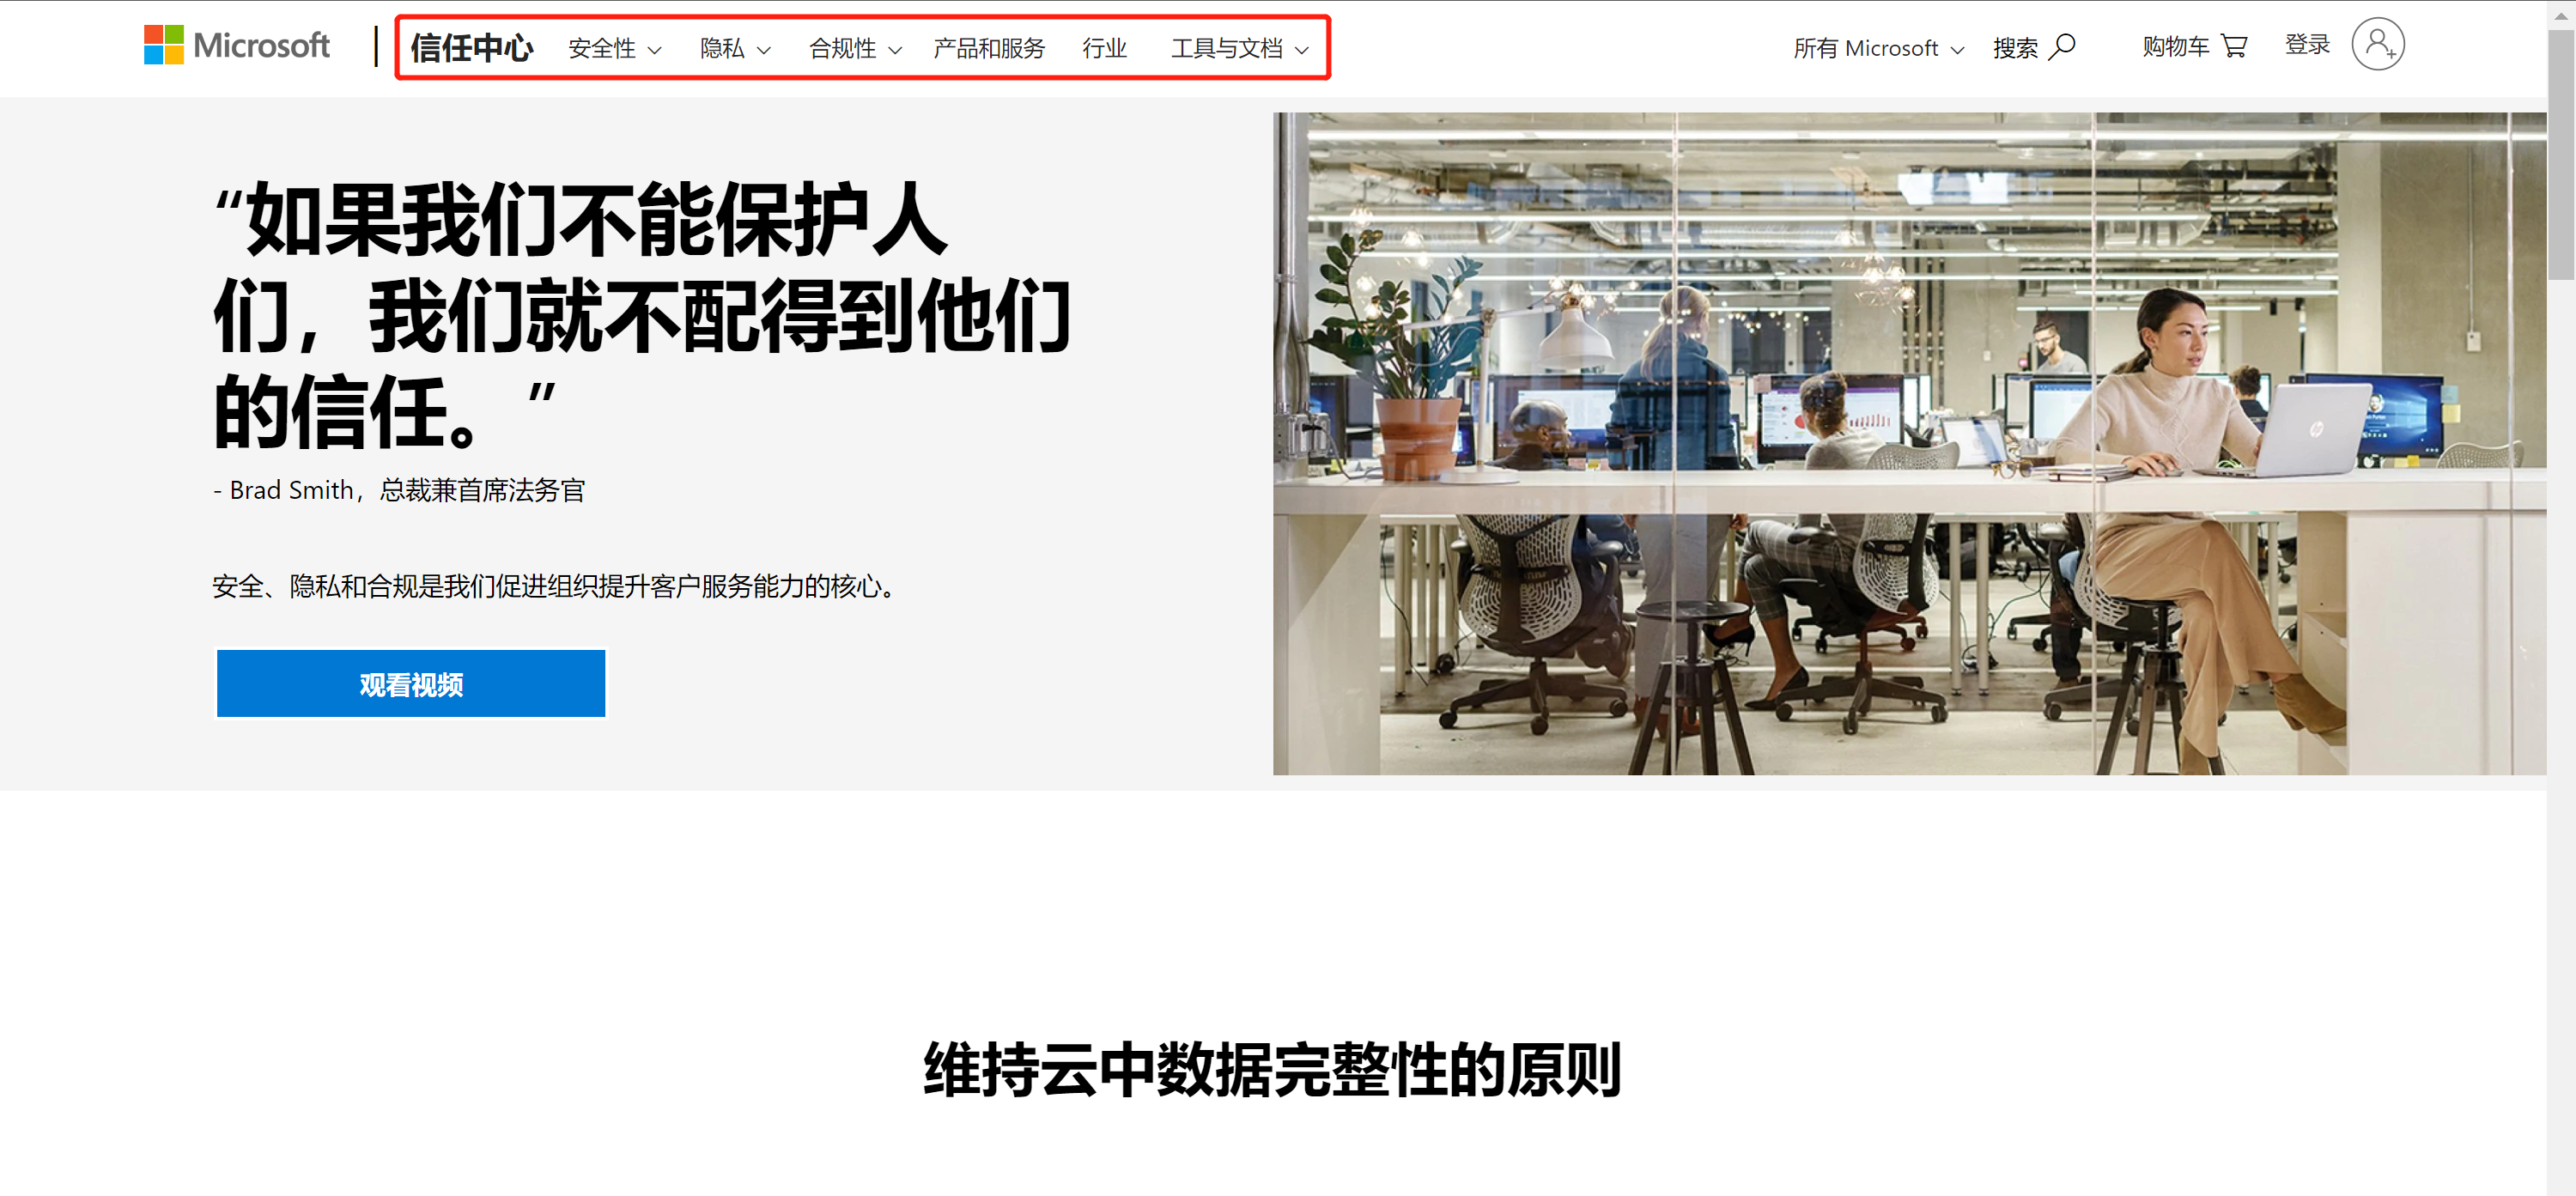 Microsoft 信任中心 安全性 隐私 合规性 产品和服务 行业 工具与文档 所有 Microsoft 搜索 购物车 登录
“如果我们不能保护人
们，我们就不配得到他们
的信任。”
- Brad Smith，总裁兼首席法务官
安全、隐私和合规是我们促进组织提升客户服务能力的核心。
观看视频
维持云中数据完整性的原则